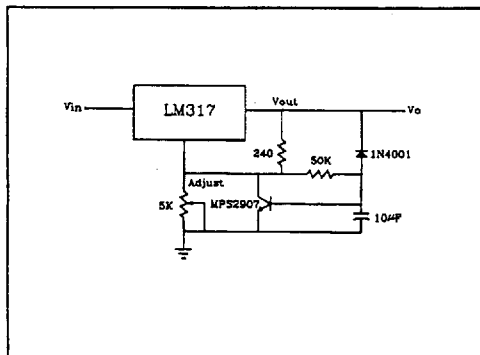 LM317
Vin
Vout
Vo
240
50K
1N4001
Adjust
5K
MPS2907
10µF